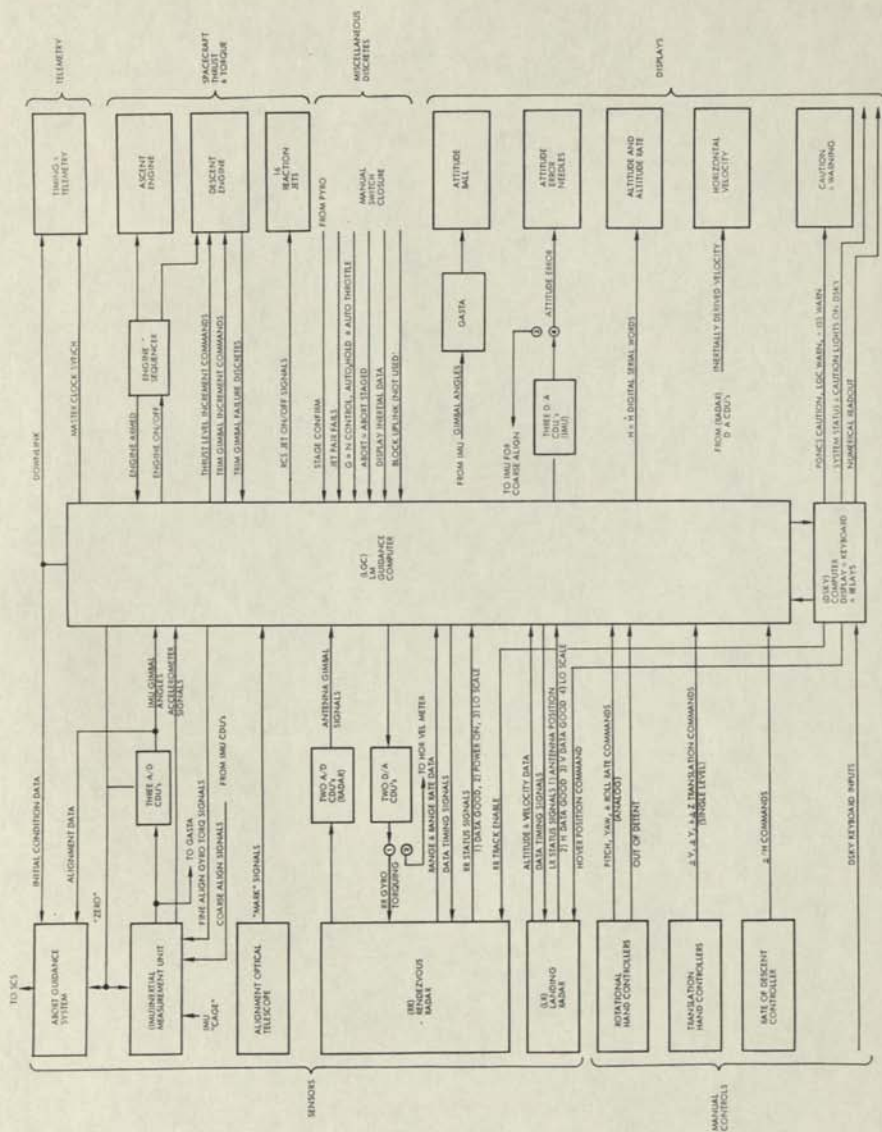 TO SCS
ABORT GUIDANCE
SYSTEM
INITIAL CONDITION DATA
ALIGNMENT DATA
"ZERO"
(IMU)INERTIAL
MEASUREMENT UNIT
THREE A/D
CDU's
IMU GIMBAL
ANGLES
ACCELEROMETER
SIGNALS
TO GASTA
FINE ALIGN GYRO TORQ SIGNALS
COARSE ALIGN SIGNALS
FROM IMU CDU's
IMU
"CAGE"
ALIGNMENT OPTICAL
TELESCOPE
"MARK" SIGNALS
SENSORS
(RR)
RENDEZVOUS
RADAR
TWO A/D
CDU's
(RADAR)
ANTENNA GIMBAL
SIGNALS
TWO D/A
CDU's
RR GYRO
TORQUING
1
TO HOR VEL METER
RANGE & RANGE RATE DATA
DATA TIMING SIGNALS
RR STATUS SIGNALS
1) DATA GOOD, 2) POWER ON, 3) LO SCALE
RR TRACK ENABLE
(LR)
LANDING
RADAR
ALTITUDE & VELOCITY DATA
DATA TIMING SIGNALS
LR STATUS SIGNALS 1) ANTENNA POSITION
2) H DATA GOOD 3) V DATA GOOD 4) LO SCALE
HOVER POSITION COMMAND
MANUAL
CONTROLS
ROTATIONAL
HAND CONTROLLERS
PITCH, YAW, & ROLL RATE COMMANDS
(ANALOG)
OUT OF DETENT
TRANSLATION
HAND CONTROLLERS
± Y, ± Y, & ± Z TRANSLATION COMMANDS
(SINGLE LEVEL)
RATE OF DESCENT
CONTROLLER
± /H COMMANDS
DSKY KEYBOARD INPUTS
(LGC)
LM
GUIDANCE
COMPUTER
(DSKY)
COMPUTER
DISPLAY & KEYBOARD
& RELAYS
DOWNLINK
MASTER CLOCK SYNCH
TIMING &
TELEMETRY
TELEMETRY
ENGINE ARMED
ENGINE ON/OFF
ENGINE
SEQUENCER
ASCENT
ENGINE
THRUST LEVEL INCREMENT COMMANDS
TRIM GIMBAL INCREMENT COMMANDS
TRIM GIMBAL FAILURE DISCRETES
DESCENT
ENGINE
SPACECRAFT
THRUST
& TORQUE
RCS JET ON/OFF SIGNALS
16
REACTION
JETS
STAGE CONFIRM
FROM PYRO
JET PAIR FAILS
G & N CONTROL, AUTO/HOLD & AUTO THROTTLE
ABORT & ABORT STAGED
DISPLAY INERTIAL DATA
BLOCK UPLINK (NOT USED)
MANUAL
SWITCH
CLOSURE
MISCELLANEOUS
DISCRETES
FROM IMU
GIMBAL ANGLES
GASTA
ATTITUDE
BALL
TO IMU FOR
COARSE ALIGN
THREE D/A
CDU's
(IMU)
ATTITUDE ERROR
ATTITUDE
ERROR
NEEDLES
H & H DIGITAL SERIAL WORDS
ALTITUDE AND
ALTITUDE RATE
FROM (RADAR)
D A CDU's
INERTIALLY DERIVED VELOCITY
HORIZONTAL
VELOCITY
PGNCS CAUTION, LGC WARN, & ISS WARN
SYSTEM STATUS & CAUTION LIGHTS ON DSKY
NUMERICAL READOUT
CAUTION
& WARNING
DISPLAYS